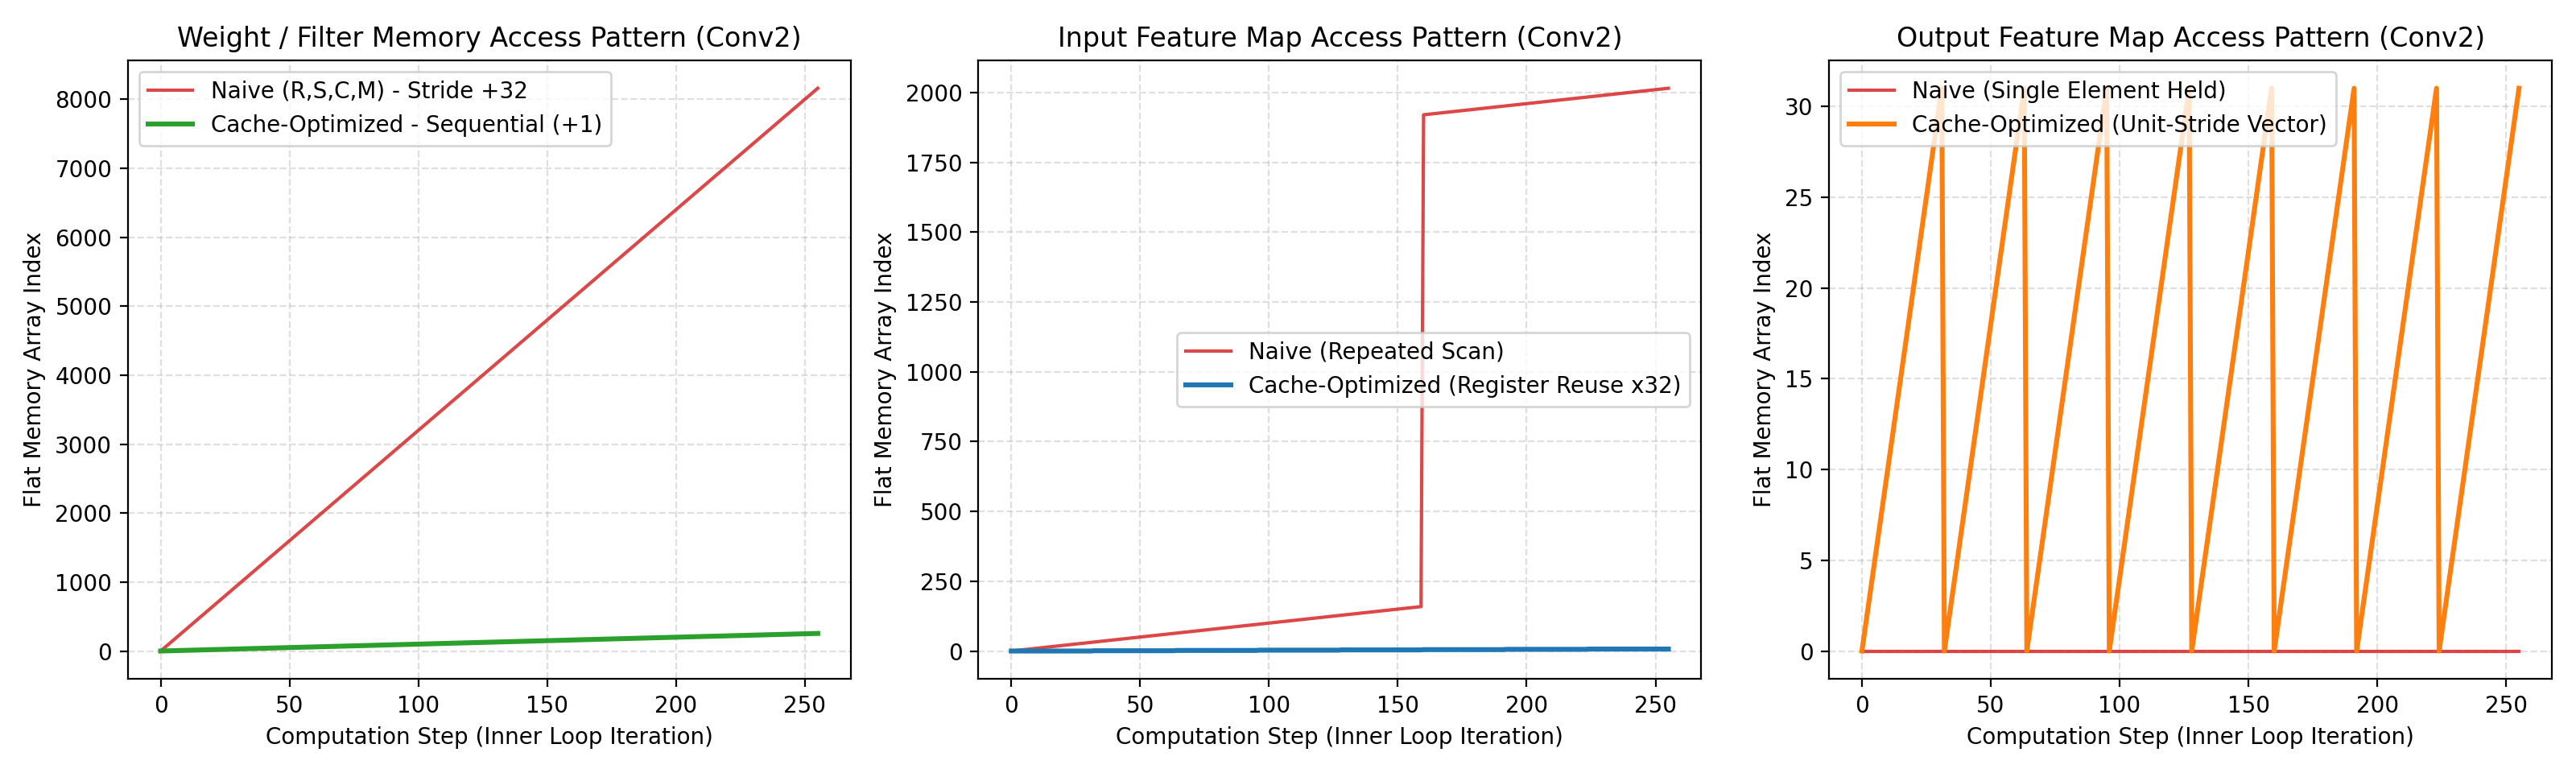 Weight / Filter Memory Access Pattern (Conv2)
Naive (R,S,C,M) - Stride +32
Cache-Optimized - Sequential (+1)
Flat Memory Array Index
8000
7000
6000
5000
4000
3000
2000
1000
0
0 50 100 150 200 250
Computation Step (Inner Loop Iteration)
Input Feature Map Access Pattern (Conv2)
Naive (Repeated Scan)
Cache-Optimized (Register Reuse x32)
Flat Memory Array Index
2000
1750
1500
1250
1000
750
500
250
0
0 50 100 150 200 250
Computation Step (Inner Loop Iteration)
Output Feature Map Access Pattern (Conv2)
Naive (Single Element Held)
Cache-Optimized (Unit-Stride Vector)
Flat Memory Array Index
30
25
20
15
10
5
0
0 50 100 150 200 250
Computation Step (Inner Loop Iteration)